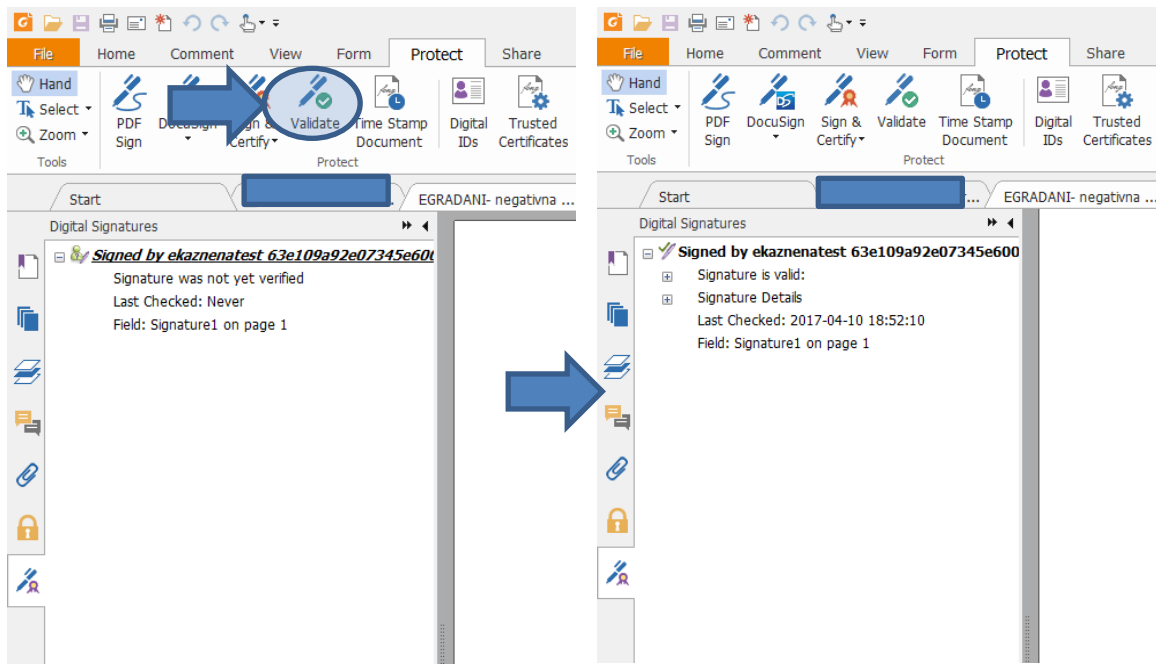 File Home Comment View Form Protect Share
Hand
Select
Zoom
Tools
PDF Sign
DocuSign
Sign & Certify
Validate
Time Stamp Document
Digital IDs
Trusted Certificates
Protect
Start
EGRADANI- negativna ...
Digital Signatures
Signed by ekaznenatest 63e109a92e07345e600
Signature was not yet verified
Last Checked: Never
Field: Signature1 on page 1
File Home Comment View Form Protect Share
Hand
Select
Zoom
Tools
PDF Sign
DocuSign
Sign & Certify
Validate
Time Stamp Document
Digital IDs
Trusted Certificates
Protect
Start
...
EGRADANI- negativna ...
Digital Signatures
Signed by ekaznenatest 63e109a92e07345e600
Signature is valid:
Signature Details
Last Checked: 2017-04-10 18:52:10
Field: Signature1 on page 1